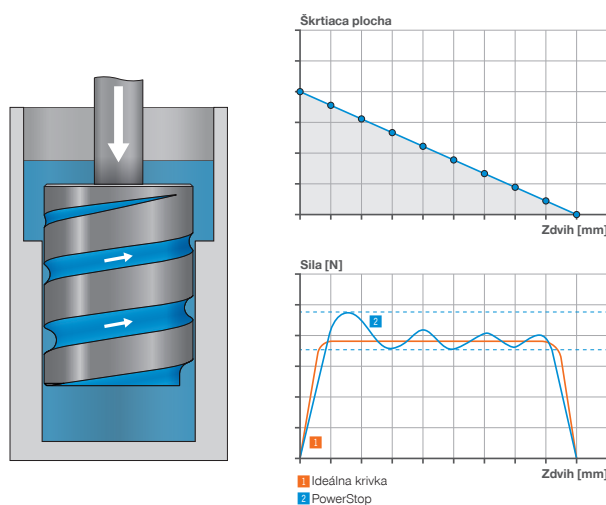 Škrtiaca plocha
Zdvih [mm]
Sila [N]
2
1
Zdvih [mm]
1 Ideálna krivka
2 PowerStop